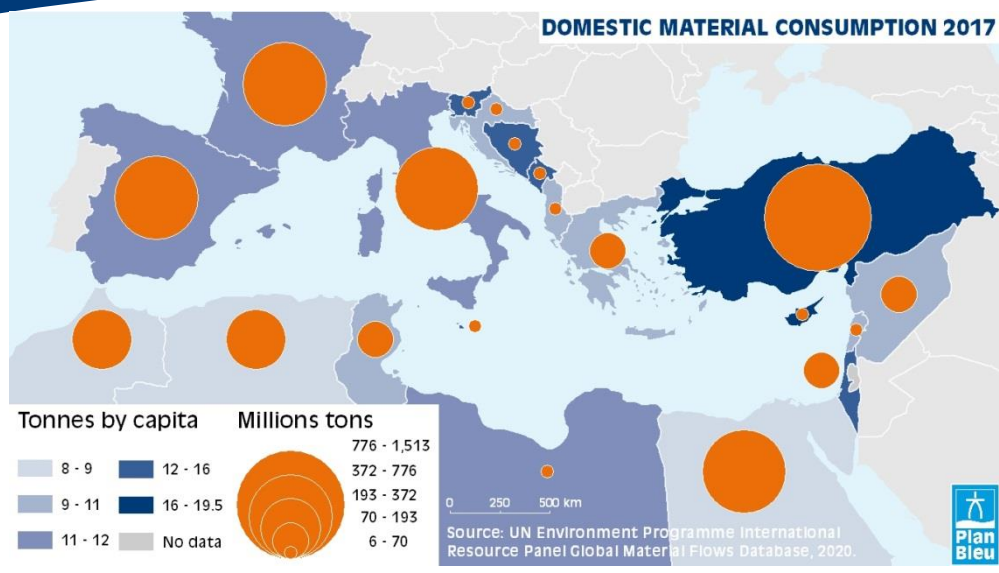 DOMESTIC MATERIAL CONSUMPTION 2017
Tonnes by capita
8 - 9
9 - 11
11 - 12
12 - 16
16 - 19.5
No data
Millions tons
776 - 1,513
372 - 776
193 - 372
70 - 193
6 - 70
0 250 500 km
Source: UN Environment Programme International
Resource Panel Global Material Flows Database, 2020.
Plan
Bleu